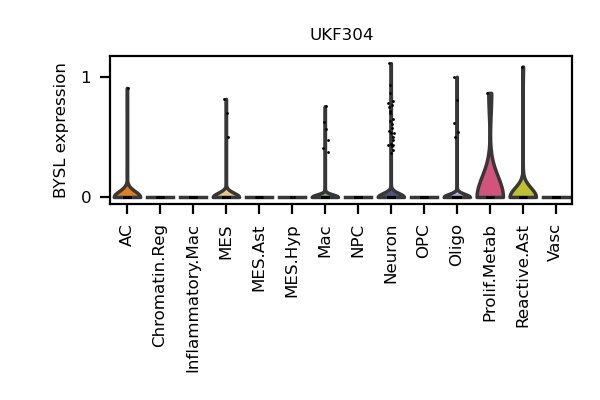 UKF304
BYSL expression
1
0
AC
Chromatin.Reg
Inflammatory.Mac
MES
MES.Ast
MES.Hyp
Mac
NPC
Neuron
OPC
Oligo
Prolif.Metab
Reactive.Ast
Vasc